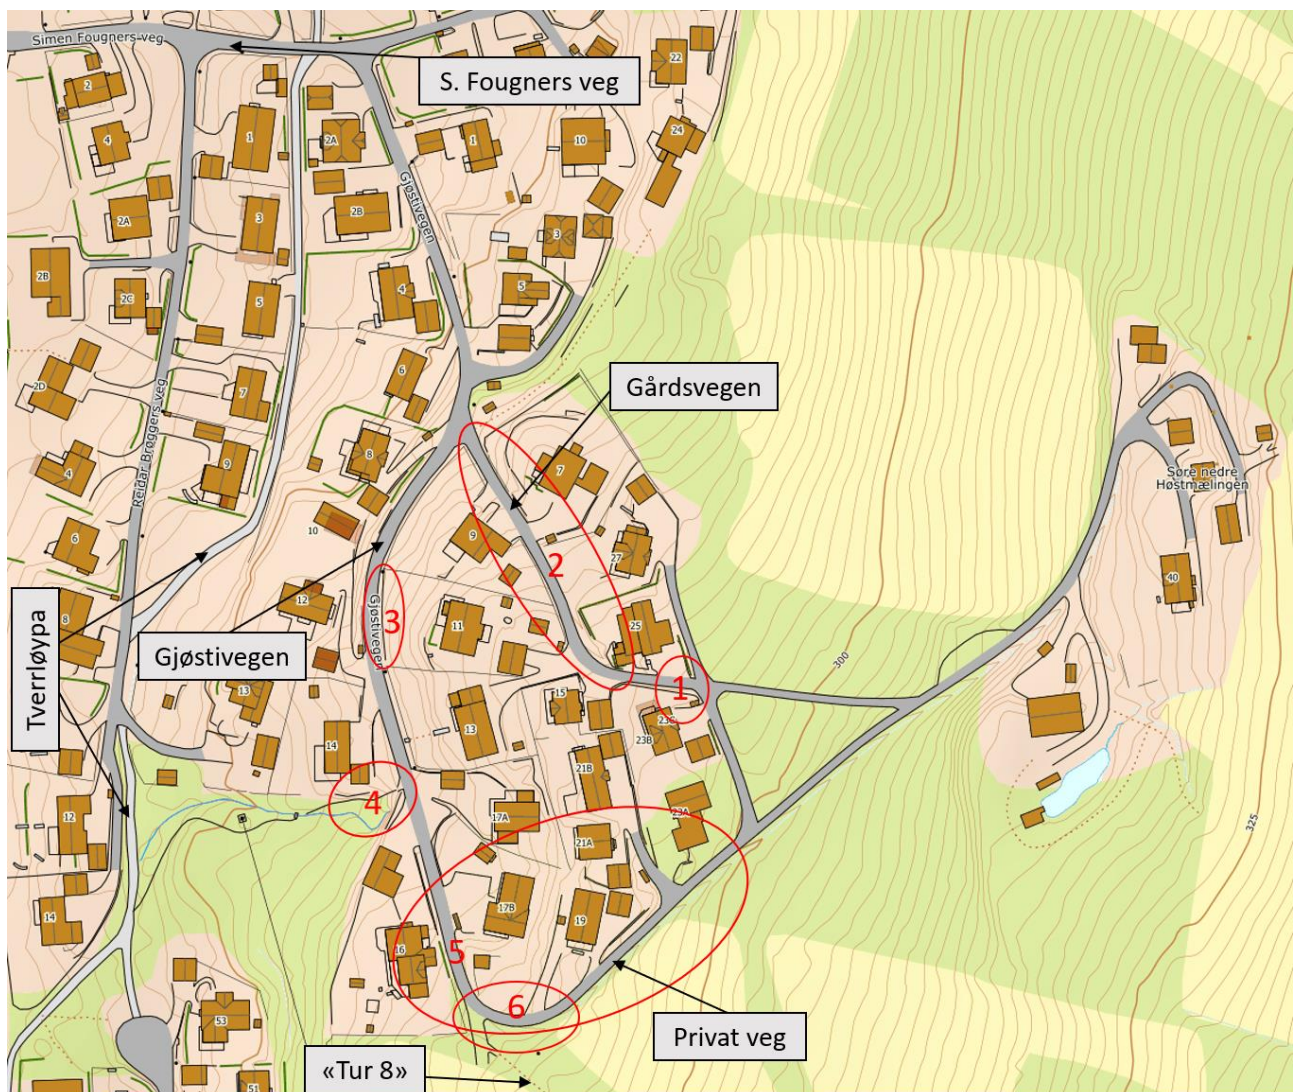 Simen Fougners veg
S. Fougners veg
22
2
1
2A
1
10
24
4
2A
3
2B
Gjøstivegen
3
2B
2C
5
4
5
2D
7
6
Gårdsvegen
Reidar Brøggers veg
4
9
8
7
Søre nedre
Høstmælingen
10
9
6
2
27
40
12
3
Gjøstivegen
8
11
25
Tverrløypa
Gjøstivegen
300
13
15
1
23C
23B
14
13
21B
4
17A
23A
12
21A
325
17B
19
14
16
5
6
53
Privat veg
«Tur 8»
51